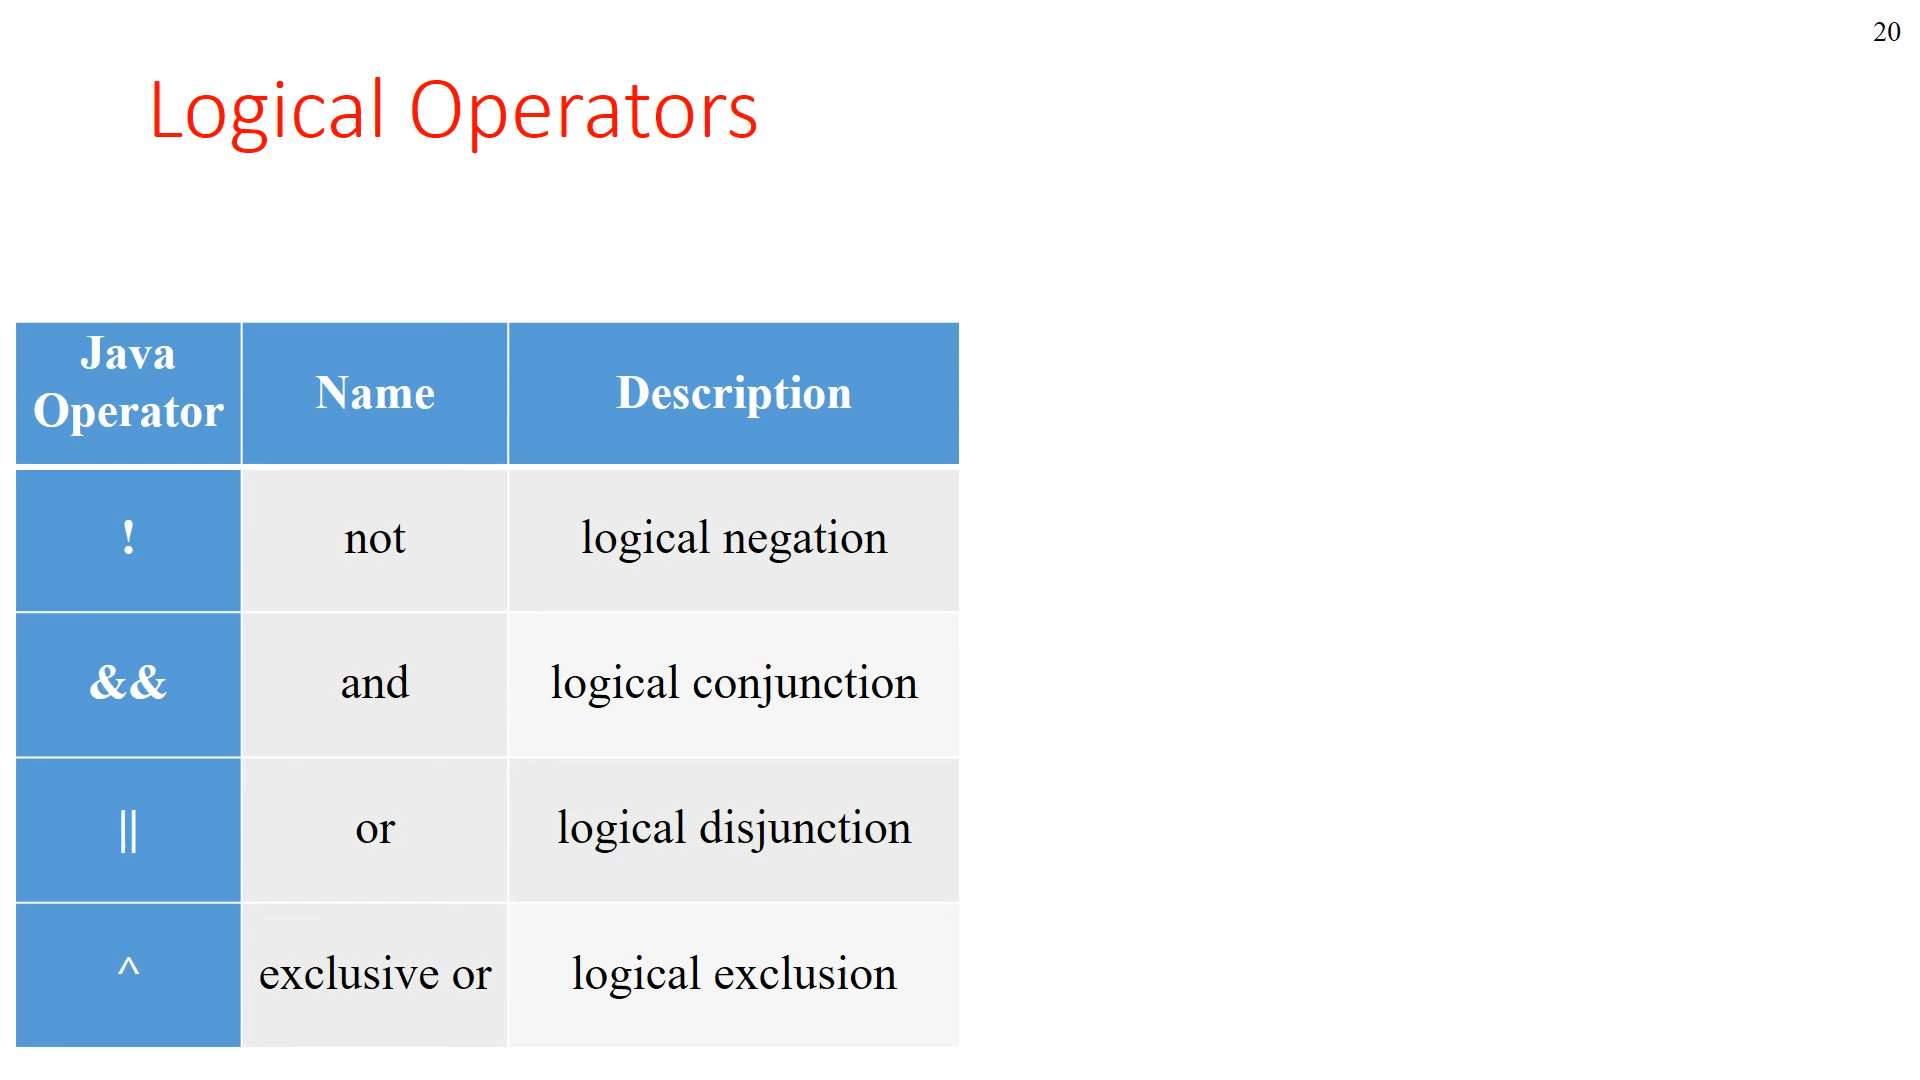 20
Logical Operators
Java
Operator
Name
Description
!
not
logical negation
&&
and
logical conjunction
||
or
logical disjunction
^
exclusive or
logical exclusion